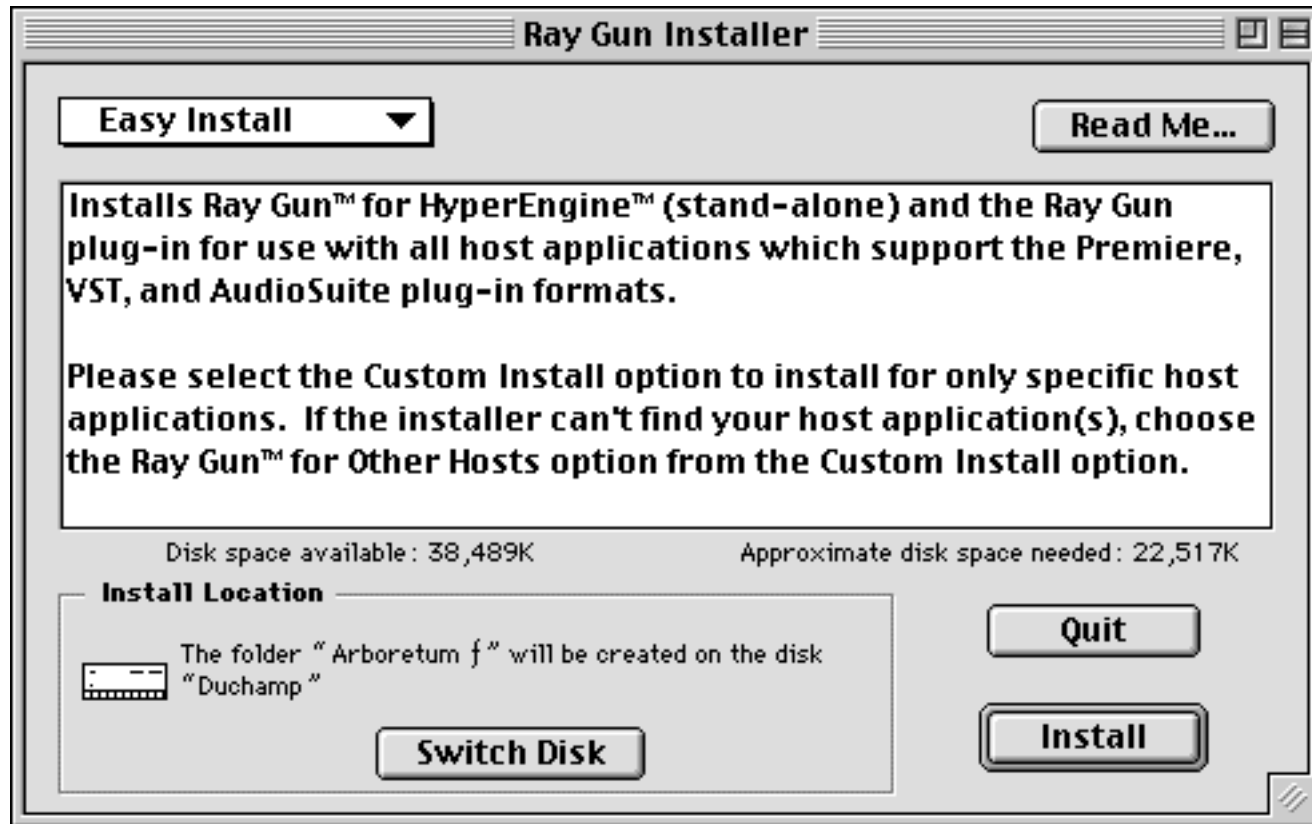 Ray Gun Installer
Easy Install
Read Me...
Installs Ray Gun™ for HyperEngine™ (stand-alone) and the Ray Gun
plug-in for use with all host applications which support the Premiere,
VST, and AudioSuite plug-in formats.
Please select the Custom Install option to install for only specific host
applications.  If the installer can't find your host application(s), choose
the Ray Gun™ for Other Hosts option from the Custom Install option.
Disk space available: 38,489K
Approximate disk space needed: 22,517K
Install Location
The folder “Arboretum ƒ” will be created on the disk
“Duchamp”
Switch Disk
Quit
Install